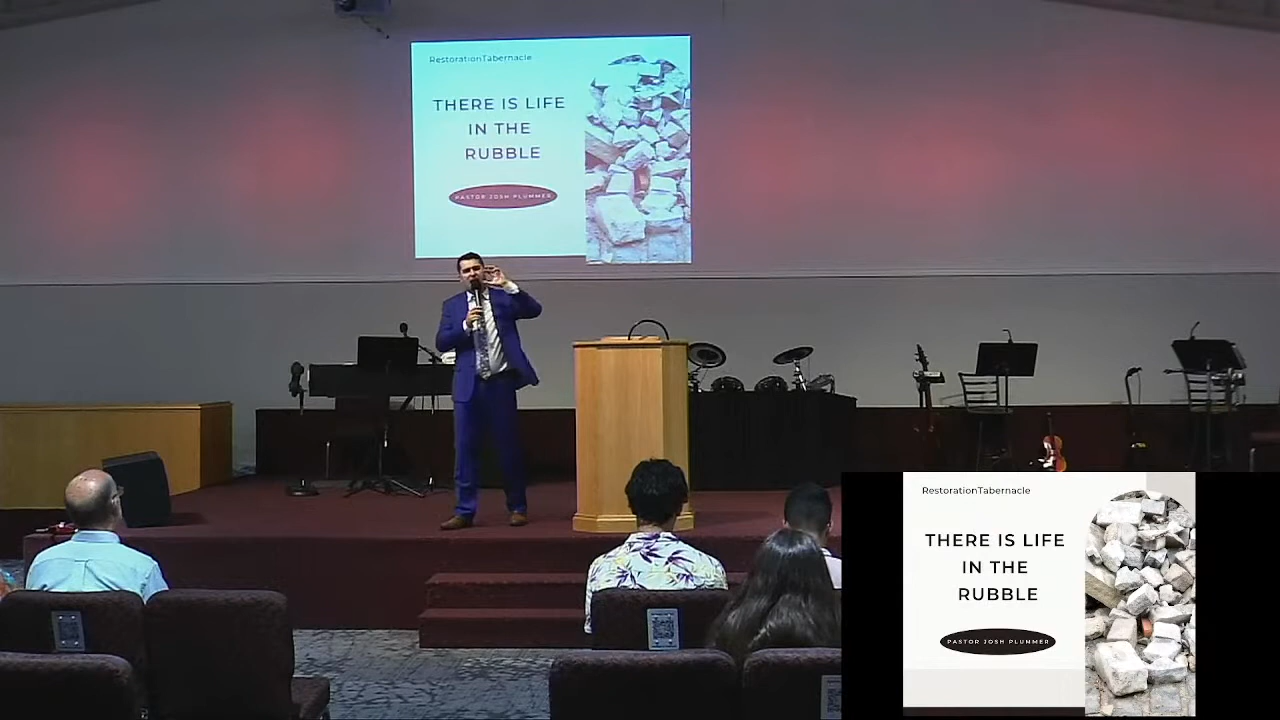 RestorationTabernacle
THERE IS LIFE
IN THE
RUBBLE
PASTOR JOSH PLUMMER
RestorationTabernacle
THERE IS LIFE
IN THE
RUBBLE
PASTOR JOSH PLUMMER